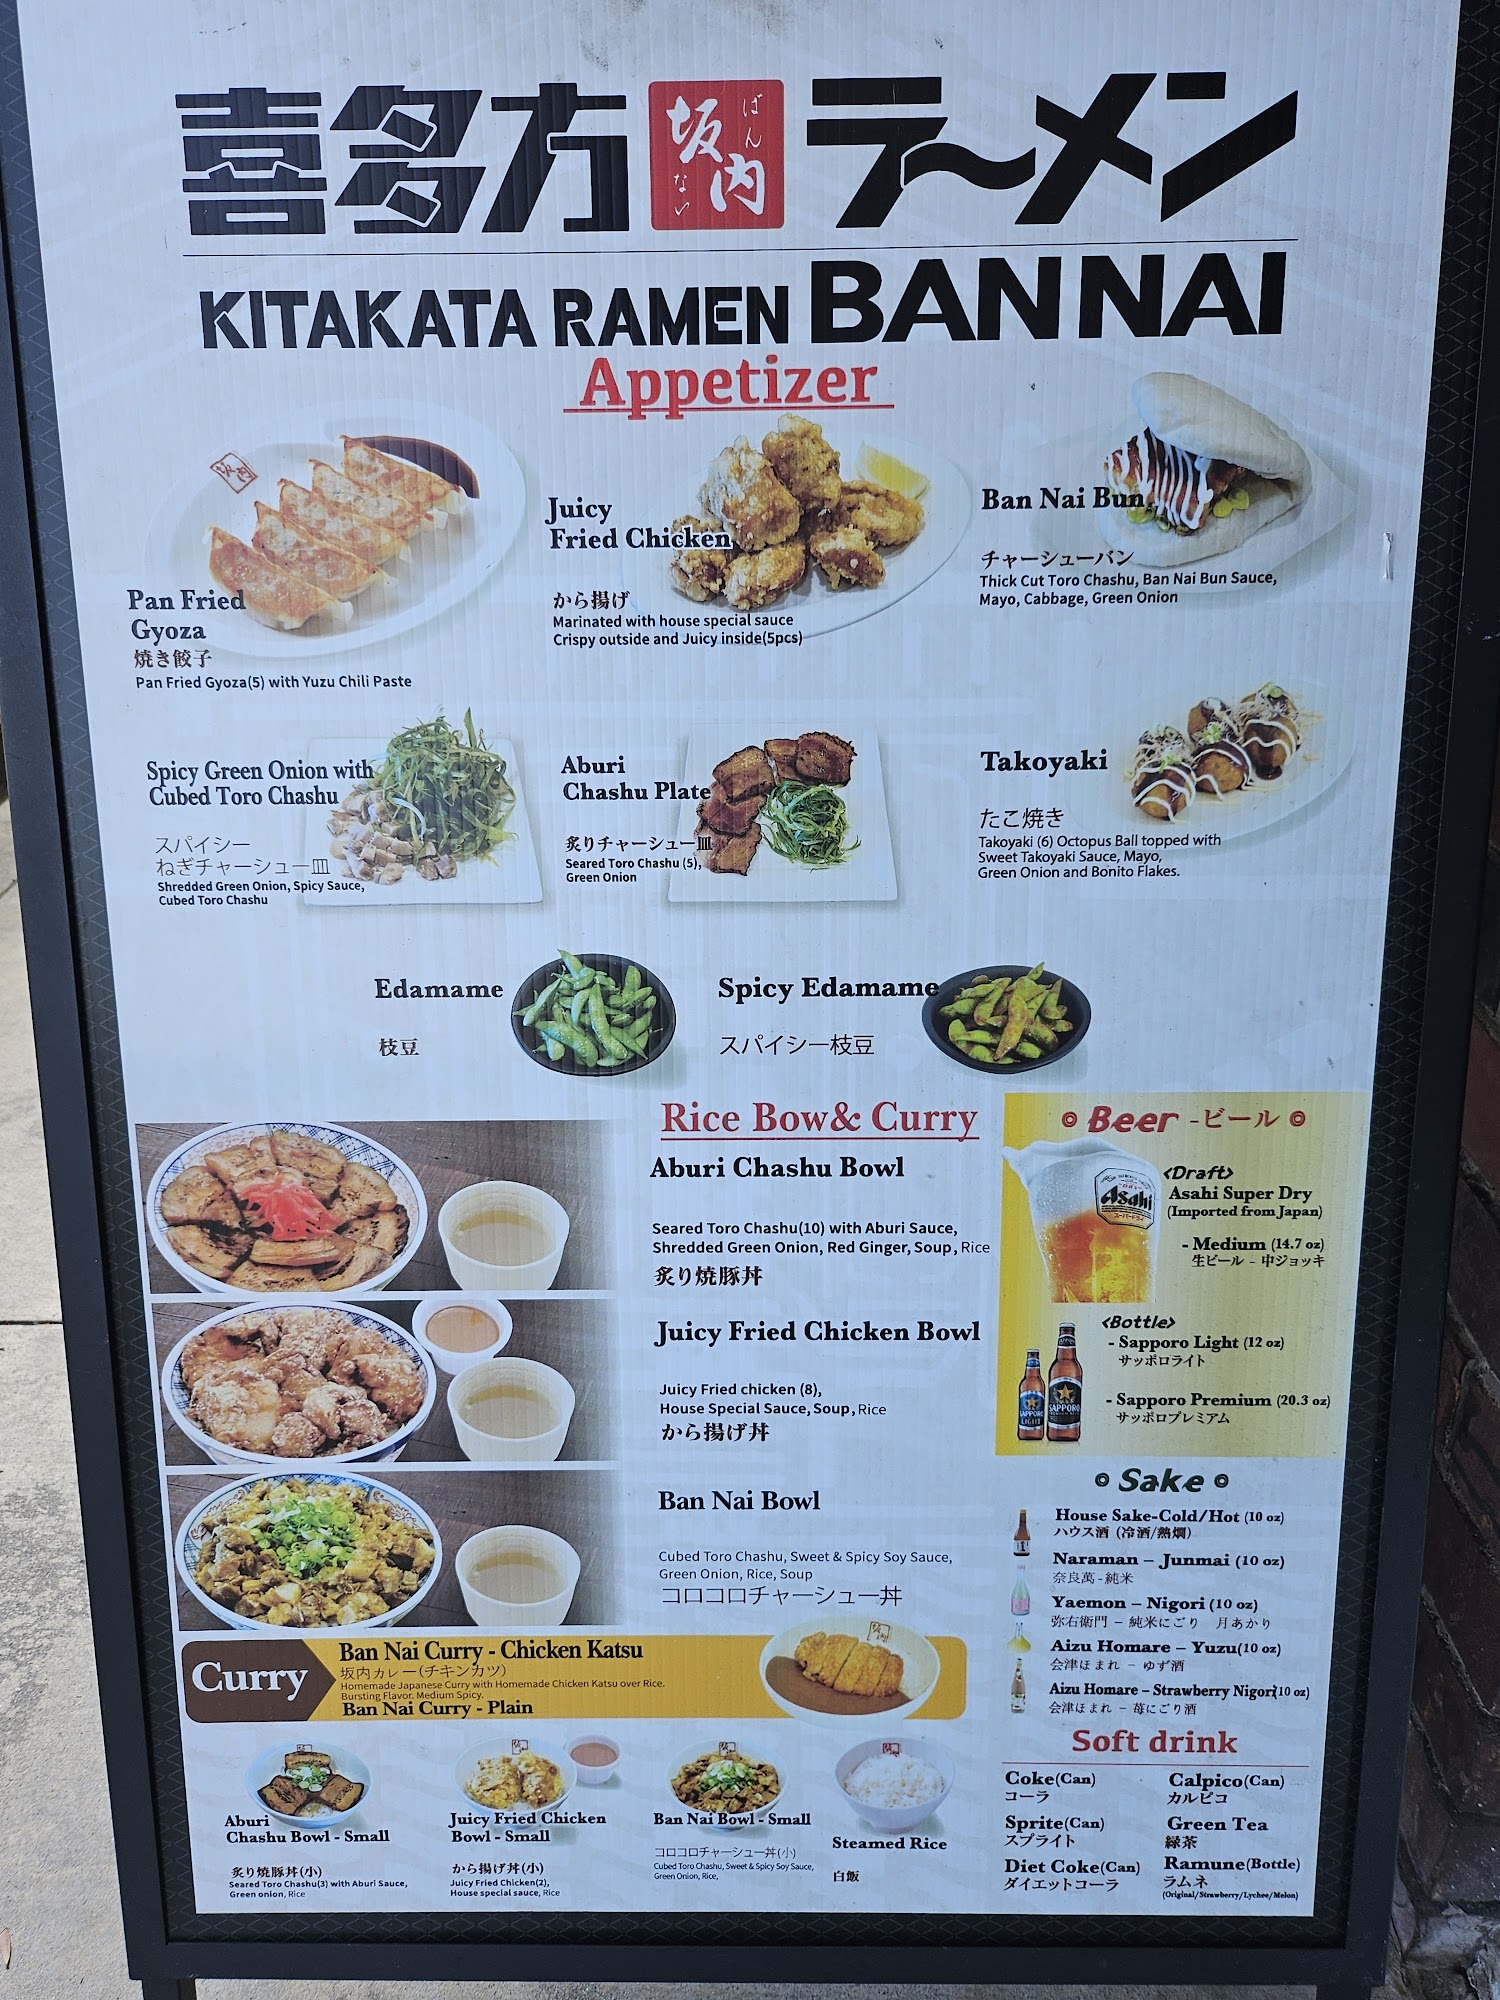 喜多方 坂内 ラーメン
ばんない
KITAKATA RAMEN BAN NAI
Appetizer
坂内
Pan Fried
Gyoza
焼き餃子
Pan Fried Gyoza(5) with Yuzu Chili Paste
Juicy
Fried Chicken
から揚げ
Marinated with house special sauce
Crispy outside and Juicy inside(5pcs)
Ban Nai Bun
チャーシューバン
Thick Cut Toro Chashu, Ban Nai Bun Sauce,
Mayo, Cabbage, Green Onion
Spicy Green Onion with
Cubed Toro Chashu
スパイシー
ねぎチャーシュー皿
Shredded Green Onion, Spicy Sauce,
Cubed Toro Chashu
Aburi
Chashu Plate
炙りチャーシュー皿
Seared Toro Chashu (5),
Green Onion
Takoyaki
たこ焼き
Takoyaki (6) Octopus Ball topped with
Sweet Takoyaki Sauce, Mayo,
Green Onion and Bonito Flakes.
Edamame
枝豆
Spicy Edamame
スパイシー枝豆
Rice Bow& Curry
Aburi Chashu Bowl
Seared Toro Chashu(10) with Aburi Sauce,
Shredded Green Onion, Red Ginger, Soup, Rice
炙り焼豚丼
Juicy Fried Chicken Bowl
Juicy Fried chicken (8),
House Special Sauce, Soup, Rice
から揚げ丼
Ban Nai Bowl
Cubed Toro Chashu, Sweet & Spicy Soy Sauce,
Green Onion, Rice, Soup
コロコロチャーシュー丼
Curry
Ban Nai Curry - Chicken Katsu
坂内カレー(チキンカツ)
Homemade Japanese Curry with Homemade Chicken Katsu over Rice.
Bursting Flavor. Medium Spicy.
Ban Nai Curry - Plain
坂内
Aburi
Chashu Bowl - Small
炙り焼豚丼(小)
Seared Toro Chashu(3) with Aburi Sauce,
Green onion, Rice
Juicy Fried Chicken
Bowl - Small
から揚げ丼(小)
Juicy Fried Chicken(2),
House special sauce, Rice
Ban Nai Bowl - Small
コロコロチャーシュー丼(小)
Cubed Toro Chashu, Sweet & Spicy Soy Sauce,
Green Onion, Rice,
Steamed Rice
白飯
Beer -ビール
Asahi
<Draft>
Asahi Super Dry
(Imported from Japan)
- Medium (14.7 oz)
生ビール - 中ジョッキ
<Bottle>
- Sapporo Light (12 oz)
サッポロライト
- Sapporo Premium (20.3 oz)
サッポロプレミアム
SAPPORO
LIGHT
SAPPORO
Sake
House Sake-Cold/Hot (10 oz)
ハウス酒 (冷酒/熱燗)
Naraman – Junmai (10 oz)
奈良萬 - 純米
Yaemon – Nigori (10 oz)
弥右衛門 – 純米にごり 月あかり
Aizu Homare – Yuzu(10 oz)
会津ほまれ – ゆず酒
Aizu Homare – Strawberry Nigori(10 oz)
会津ほまれ – 苺にごり酒
Soft drink
Coke(Can)
コーラ
Sprite(Can)
スプライト
Diet Coke(Can)
ダイエットコーラ
Calpico(Can)
カルピコ
Green Tea
緑茶
Ramune(Bottle)
ラムネ
(Original/Strawberry/Lychee/Melon)